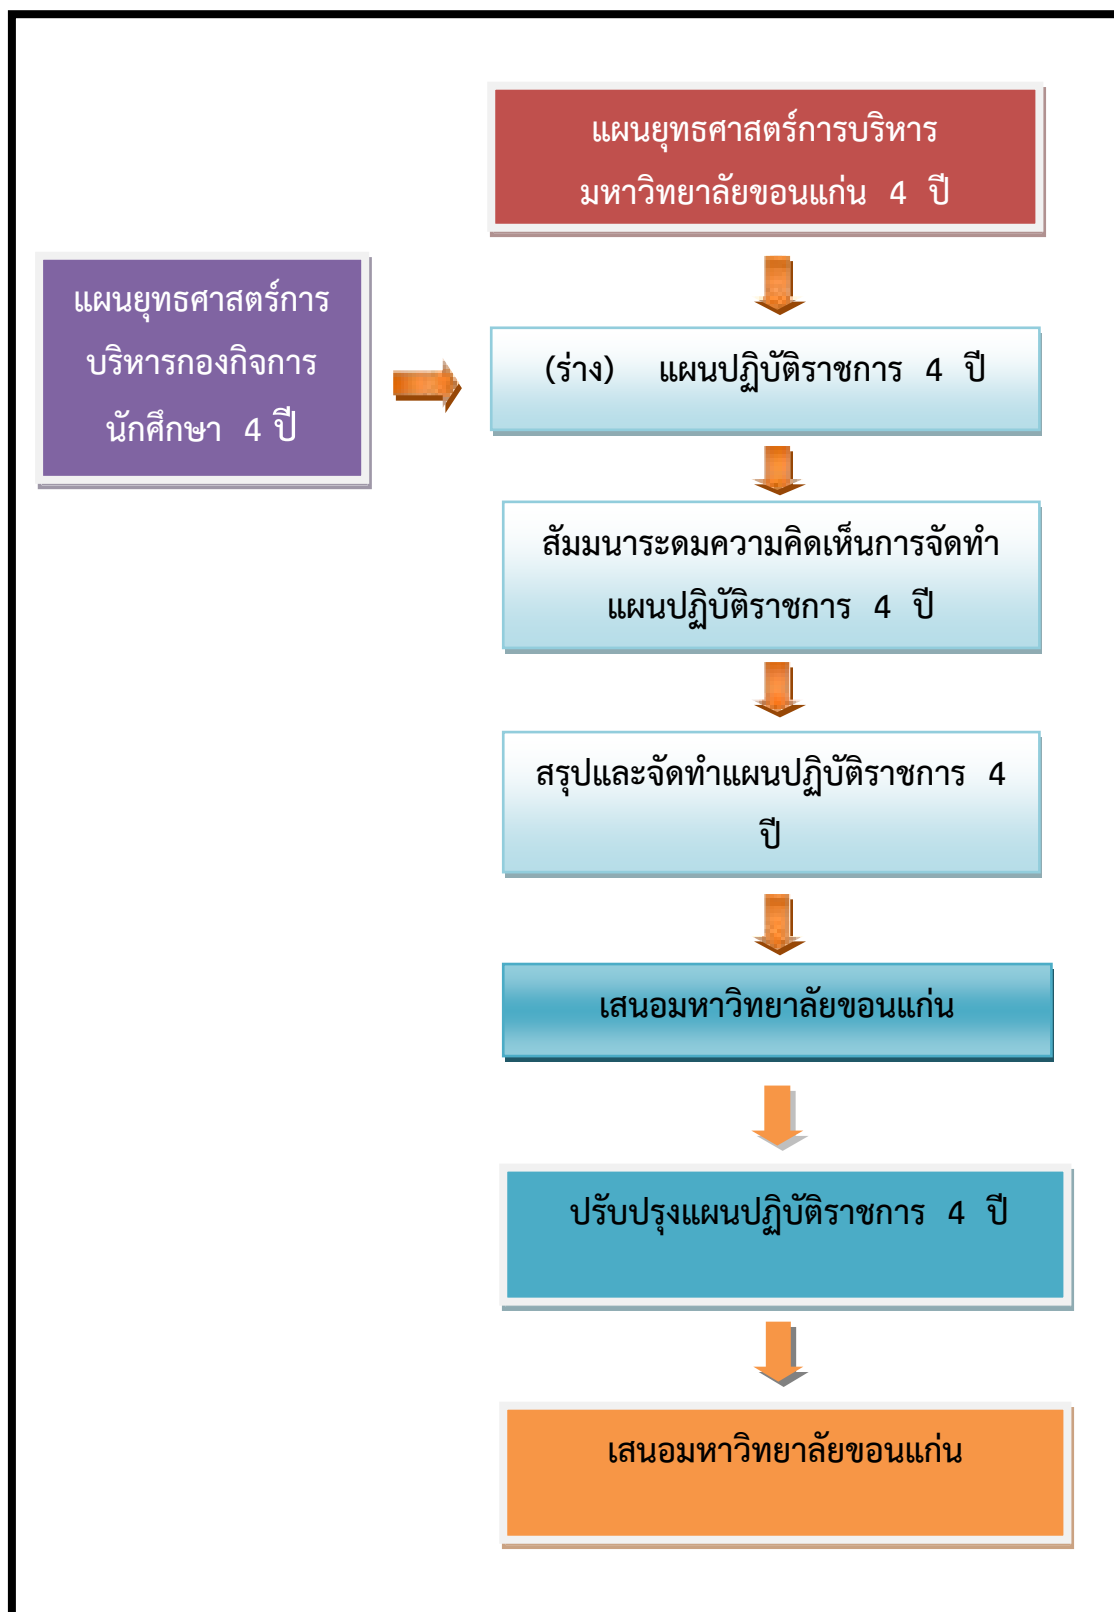 แผนยุทธศาสตร์การบริหาร
มหาวิทยาลัยขอนแก่น 4 ปี
แผนยุทธศาสตร์การ
บริหารกองกิจการ
นักศึกษา 4 ปี
(ร่าง) แผนปฏิบัติราชการ 4 ปี
สัมมนาระดมความคิดเห็นการจัดทำ
แผนปฏิบัติราชการ 4 ปี
สรุปและจัดทำแผนปฏิบัติราชการ 4
ปี
เสนอมหาวิทยาลัยขอนแก่น
ปรับปรุงแผนปฏิบัติราชการ 4 ปี
เสนอมหาวิทยาลัยขอนแก่น